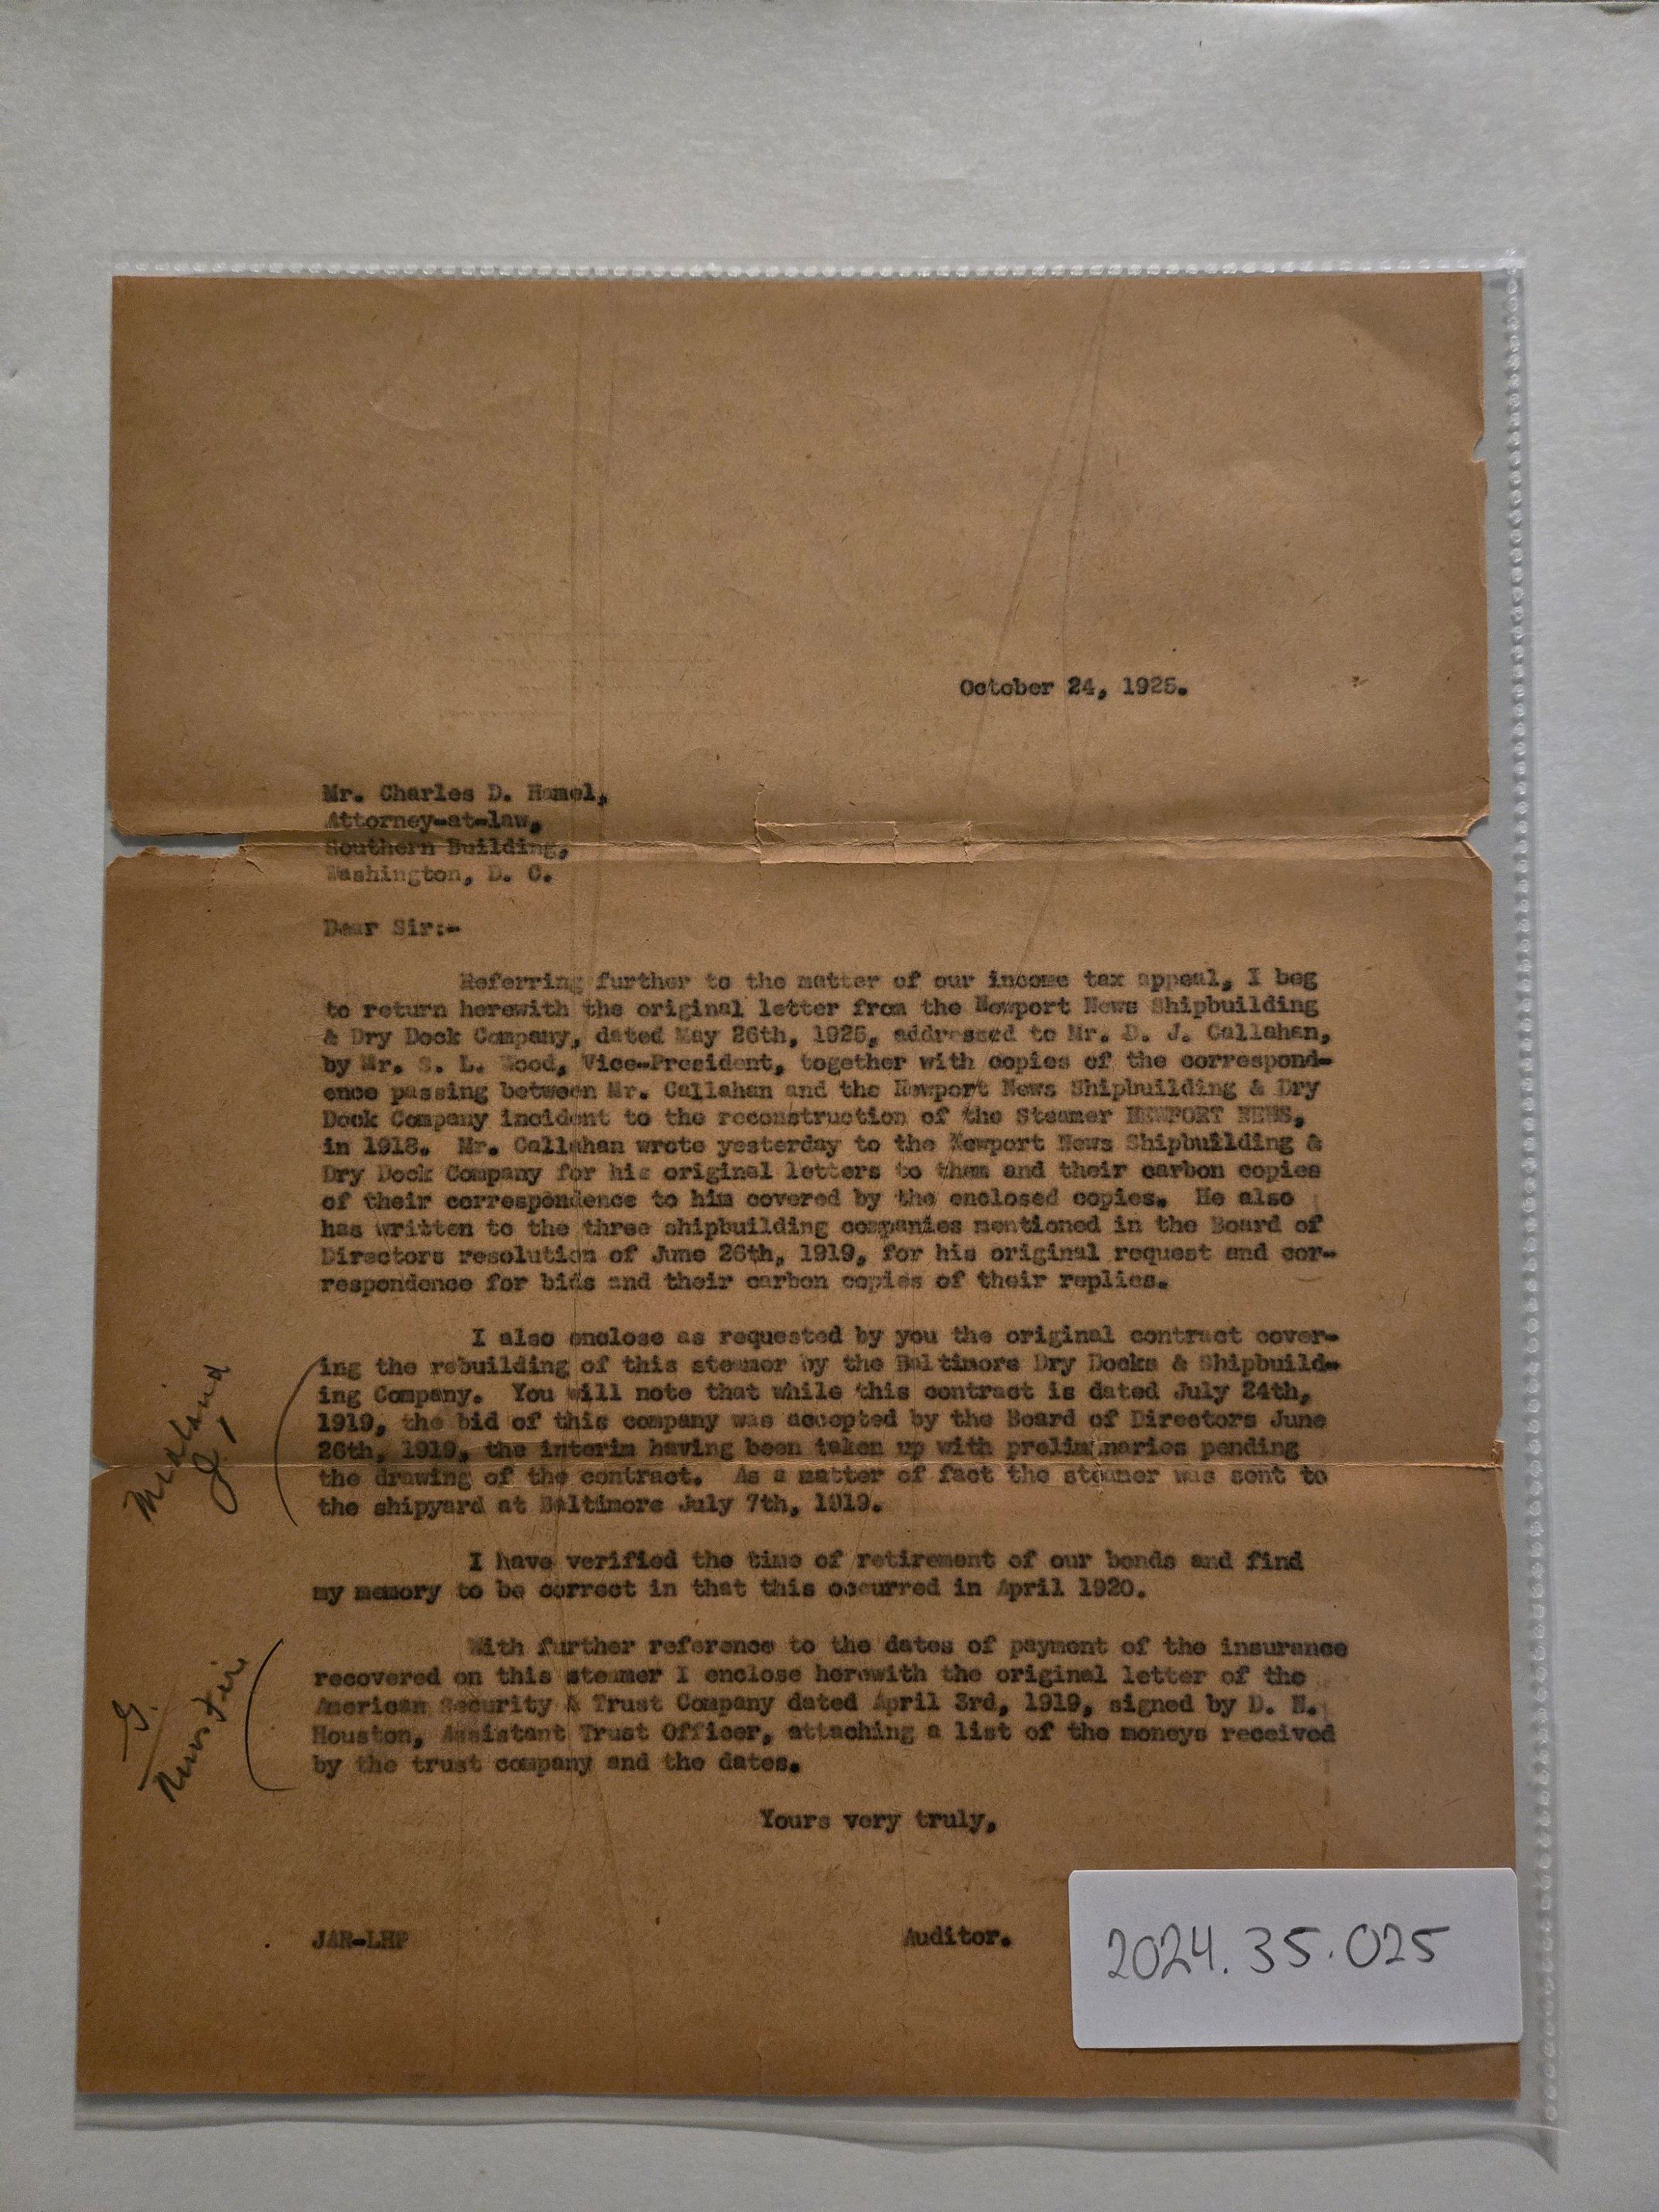 October 24, 1925.
Mr. Charles D. Hamel,
Attorney-at-law,
Southern Building,
Washington, D. C.
Dear Sir:-
Referring further to the matter of our income tax appeal, I beg
to return herewith the original letter from the Newport News Shipbuilding
& Dry Dock Company, dated May 26th, 1925, addressed to Mr. D. J. Callahan,
by Mr. S. L. Wood, Vice-President, together with copies of the correspond-
ence passing between Mr. Callahan and the Newport News Shipbuilding & Dry
Dock Company incident to the reconstruction of the Steamer NEWPORT NEWS,
in 1918. Mr. Callahan wrote yesterday to the Newport News Shipbuilding &
Dry Dock Company for his original letters to them and their carbon copies
of their correspondence to him covered by the enclosed copies. He also
has written to the three shipbuilding companies mentioned in the Board of
Directors resolution of June 26th, 1919, for his original request and cor-
respondence for bids and their carbon copies of their replies.
I also enclose as requested by you the original contract cover-
ing the rebuilding of this steamer by the Baltimore Dry Docks & Shipbuild-
ing Company. You will note that while this contract is dated July 24th,
1919, the bid of this company was accepted by the Board of Directors June
26th, 1919, the interim having been taken up with preliminaries pending
the drawing of the contract. As a matter of fact the steamer was sent to
the shipyard at Baltimore July 7th, 1919.
I have verified the time of retirement of our bonds and find
my memory to be correct in that this occurred in April 1920.
With further reference to the dates of payment of the insurance
recovered on this steamer I enclose herewith the original letter of the
American Security & Trust Company dated April 3rd, 1919, signed by D. N.
Houston, Assistant Trust Officer, attaching a list of the moneys received
by the trust company and the dates.
Yours very truly,
JAR-LHP
Auditor.
2024.35.025